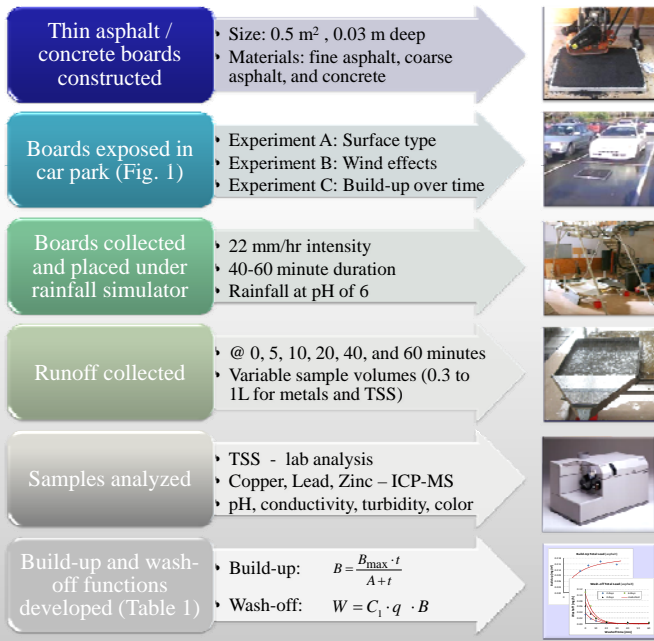 Thin asphalt /
concrete boards
constructed
• Size: 0.5 m² , 0.03 m deep
• Materials: fine asphalt, coarse
asphalt, and concrete
Boards exposed in
car park (Fig. 1)
• Experiment A: Surface type
• Experiment B: Wind effects
• Experiment C: Build-up over time
Boards collected
and placed under
rainfall simulator
• 22 mm/hr intensity
• 40-60 minute duration
• Rainfall at pH of 6
Runoff collected
• @ 0, 5, 10, 20, 40, and 60 minutes
• Variable sample volumes (0.3 to
1L for metals and TSS)
Samples analyzed
• TSS - lab analysis
• Copper, Lead, Zinc – ICP-MS
• pH, conductivity, turbidity, color
Build-up and wash-
off functions
developed (Table 1)
• Build-up: B = B_max · t / A + t
• Wash-off: W = C₁ · q · B